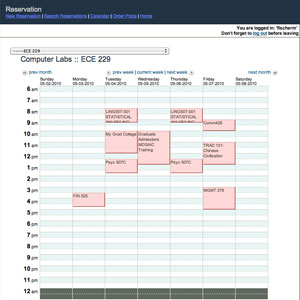 Reservation
New Reservation | Search Reservations | Calendar | Order Pizza | Home
You are logged in: 'fscherm'
Don't forget to log out before leaving
------ECE 229
Computer Labs :: ECE 229
prev month
prev week | current week | next week
next month
Sunday Monday Tuesday Wednesday Thursday Friday Saturday
05-02-2010 05-03-2010 05-04-2010 05-05-2010 05-06-2010 05-07-2010 05-08-2010
6 am
7 am
8 am
LING507-001 STATISTICAL
LING507-001 STATISTICAL
9 am
Comm428
10 am
My Grad College
Graduate Admissions NOSNIC Training
11 am
TRAD 101: Chinese Civilization
12 pm
1 pm
Psyc 507C
Psyc 507C
2 pm
3 pm
FIN 525
MGMT 276
4 pm
5 pm
6 pm
7 pm
8 pm
9 pm
10 pm
11 pm
12 am